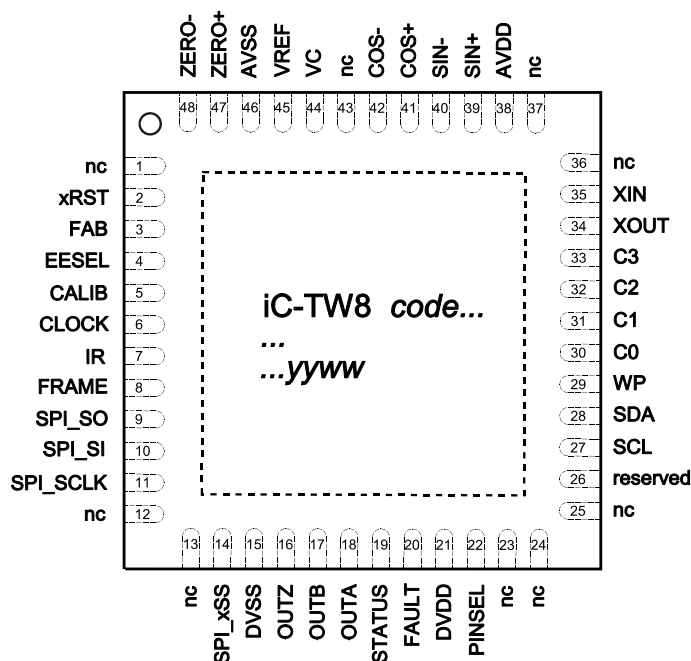 ZERO-
ZERO+
AVSS
VREF
VC
nc
COS-
COS+
SIN-
SIN+
AVDD
nc
48
47
46
45
44
43
42
41
40
39
38
37
nc 1
xRST 2
FAB 3
EESEL 4
CALIB 5
CLOCK 6
IR 7
FRAME 8
SPI_SO 9
SPI_SI 10
SPI_SCLK 11
nc 12
iC-TW8 code...
...
...yyww
36 nc
35 XIN
34 XOUT
33 C3
32 C2
31 C1
30 C0
29 WP
28 SDA
27 SCL
26 reserved
25 nc
13
14
15
16
17
18
19
20
21
22
23
24
nc
SPI_xSS
DVSS
OUTZ
OUTB
OUTA
STATUS
FAULT
DVDD
PINSEL
nc
nc